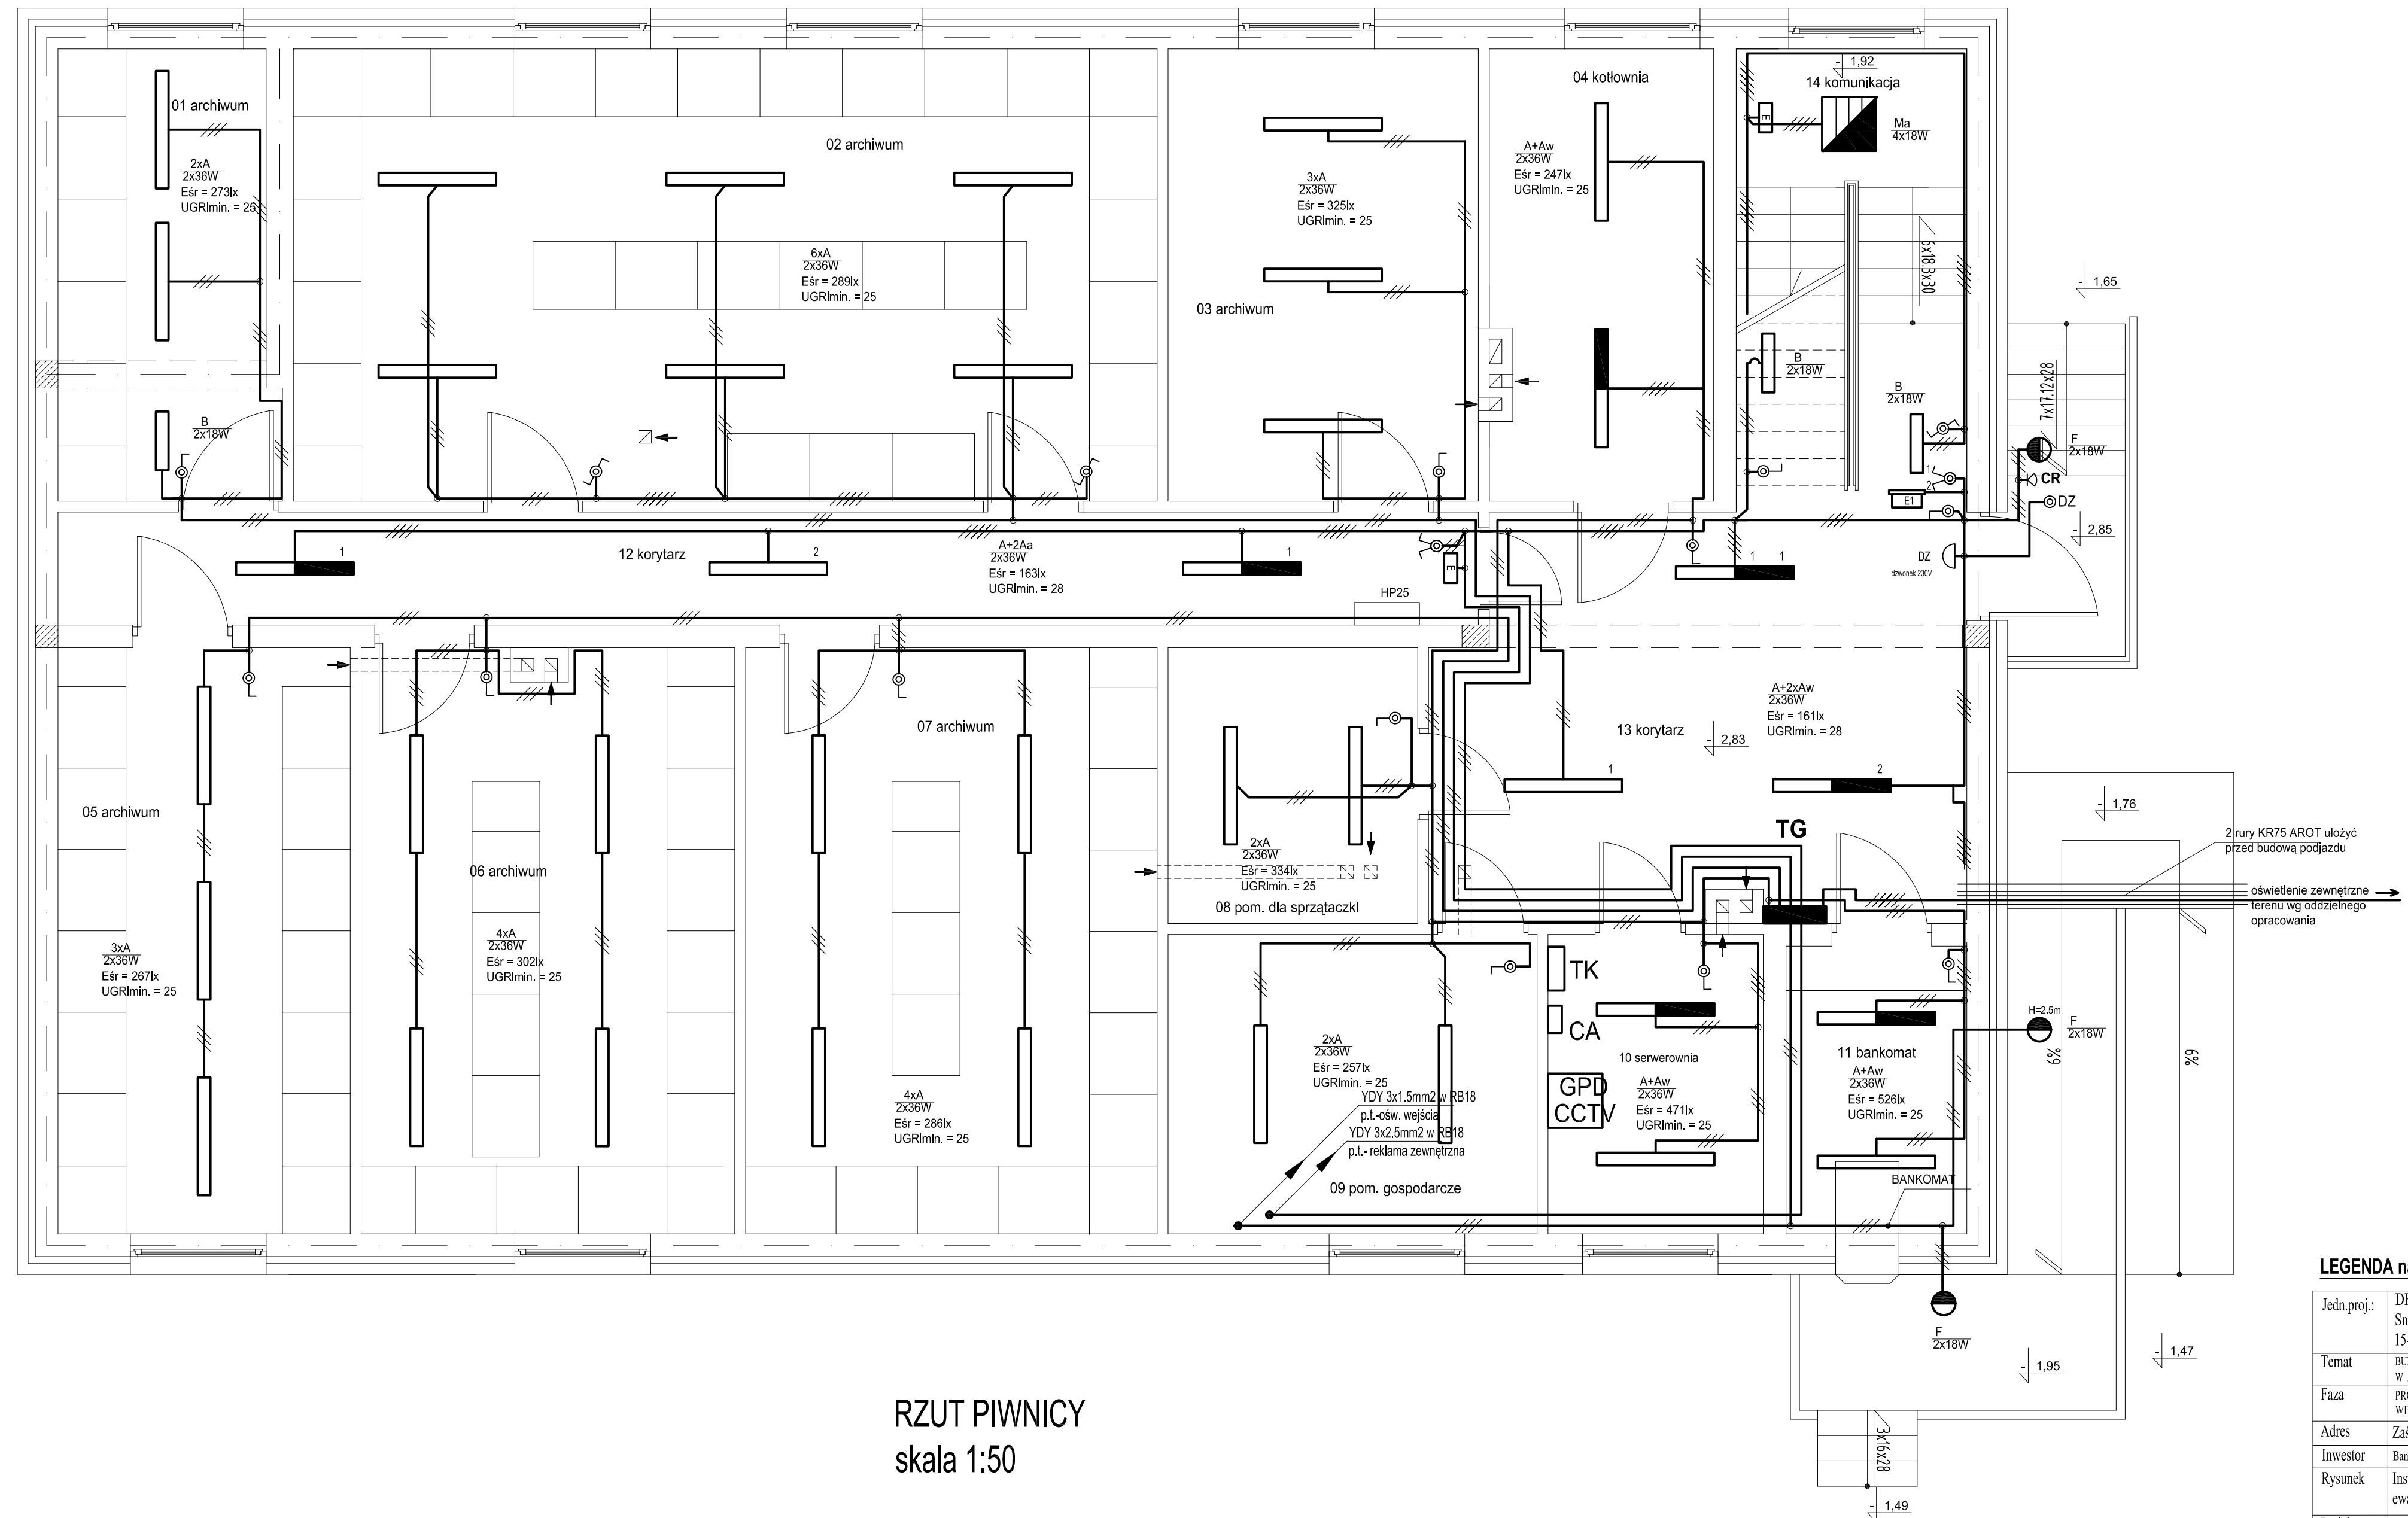 01 archiwum
2xA
2x36W
Eśr = 273lx
UGRlmin. = 25
B
2x18W
02 archiwum
6xA
2x36W
Eśr = 289lx
UGRlmin. = 25
03 archiwum
3xA
2x36W
Eśr = 325lx
UGRlmin. = 25
04 kotłownia
A+Aw
2x36W
Eśr = 247lx
UGRlmin. = 25
- 1,92
14 komunikacja
E
Ma
4x18W
6x18.3x30
B
2x18W
B
2x18W
1
2
E1
- 1,65
7x17.12x28
F
2x18W
CR
DZ
- 2,85
DZ
dzwonek 230V
12 korytarz
1
2
A+2Aa
2x36W
Eśr = 163lx
UGRlmin. = 28
1
E
HP25
1
1
13 korytarz
- 2,83
A+2xAw
2x36W
Eśr = 161lx
UGRlmin. = 28
1
2
TG
05 archiwum
3xA
2x36W
Eśr = 267lx
UGRlmin. = 25
06 archiwum
4xA
2x36W
Eśr = 302lx
UGRlmin. = 25
07 archiwum
4xA
2x36W
Eśr = 286lx
UGRlmin. = 25
2xA
2x36W
Eśr = 334lx
UGRlmin. = 25
08 pom. dla sprzątaczki
2xA
2x36W
Eśr = 257lx
UGRlmin. = 25
YDY 3x1.5mm2 w RB18
p.t.-ośw. wejścia
YDY 3x2.5mm2 w RB18
p.t.- reklama zewnętrzna
09 pom. gospodarcze
TK
CA
GPD
CCTV
10 serwerownia
A+Aw
2x36W
Eśr = 471lx
UGRlmin. = 25
11 bankomat
A+Aw
2x36W
Eśr = 526lx
UGRlmin. = 25
BANKOMAT
- 1,76
2 rury KR75 AROT ułożyć
przed budową podjazdu
oświetlenie zewnętrzne
terenu wg oddzielnego
opracowania
H=2.5m
F
2x18W
6%
6%
F
2x18W
- 1,95
- 1,47
3x16x28
- 1,49
RZUT PIWNICY
skala 1:50
LEGENDA
Jedn.proj.:
15-
Temat
W
Faza
Adres
Inwestor
Rysunek